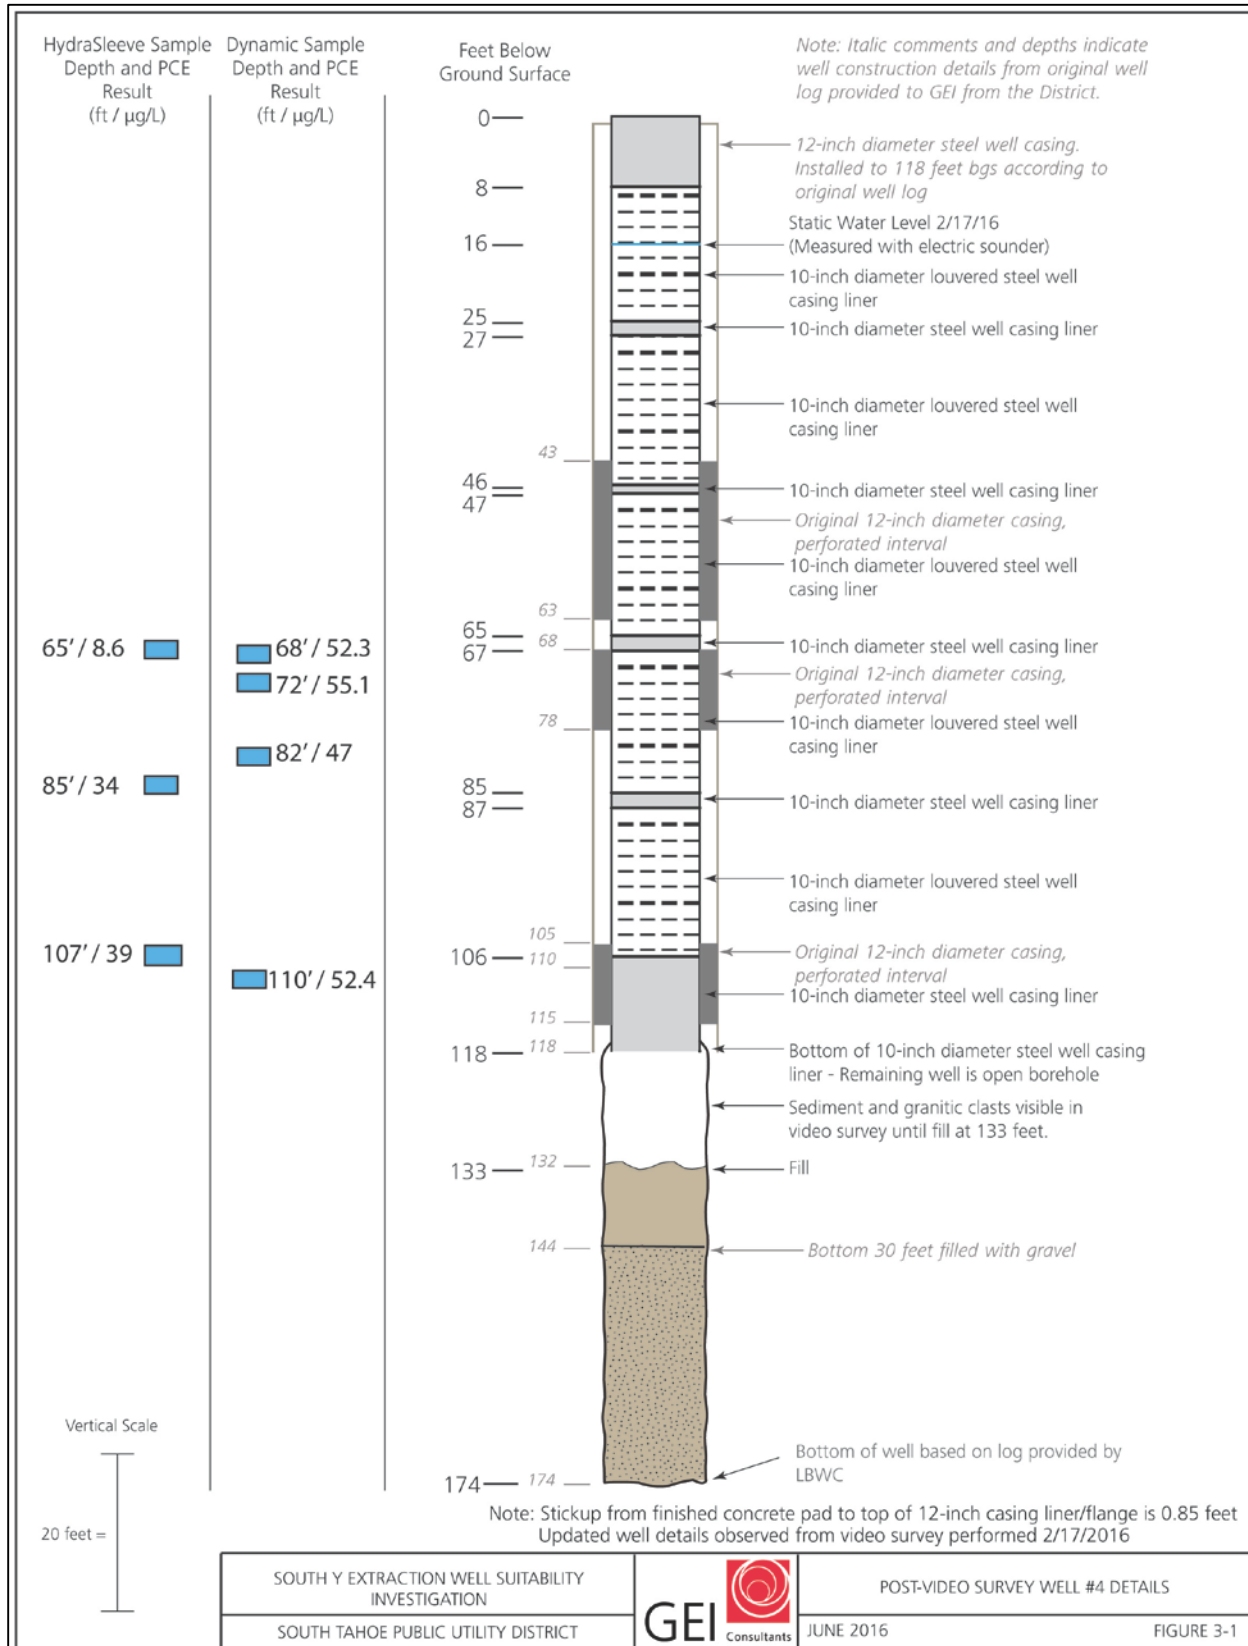 HydraSleeve Sample
Depth and PCE
Result
(ft / µg/L)
Dynamic Sample
Depth and PCE
Result
(ft / µg/L)
Feet Below
Ground Surface
Note: Italic comments and depths indicate
well construction details from original well
log provided to GEI from the District.
0
12-inch diameter steel well casing.
Installed to 118 feet bgs according to
original well log
8
Static Water Level 2/17/16
(Measured with electric sounder)
16
10-inch diameter louvered steel well
casing liner
25
10-inch diameter steel well casing liner
27
10-inch diameter louvered steel well
casing liner
43
46
10-inch diameter steel well casing liner
47
Original 12-inch diameter casing,
perforated interval
10-inch diameter louvered steel well
casing liner
63
65
68
10-inch diameter steel well casing liner
67
65’ / 8.6
68’ / 52.3
72’ / 55.1
Original 12-inch diameter casing,
perforated interval
78
10-inch diameter louvered steel well
casing liner
82’ / 47
85’ / 34
85
10-inch diameter steel well casing liner
87
10-inch diameter louvered steel well
casing liner
105
107’ / 39
106
110
Original 12-inch diameter casing,
perforated interval
110’ / 52.4
10-inch diameter steel well casing liner
115
118
118
Bottom of 10-inch diameter steel well casing
liner - Remaining well is open borehole
Sediment and granitic clasts visible in
video survey until fill at 133 feet.
133
132
Fill
144
Bottom 30 feet filled with gravel
Vertical Scale
20 feet =
174
174
Bottom of well based on log provided by
LBWC
Note: Stickup from finished concrete pad to top of 12-inch casing liner/flange is 0.85 feet
Updated well details observed from video survey performed 2/17/2016
SOUTH Y EXTRACTION WELL SUITABILITY
INVESTIGATION
SOUTH TAHOE PUBLIC UTILITY DISTRICT
GEI Consultants
POST-VIDEO SURVEY WELL #4 DETAILS
JUNE 2016
FIGURE 3-1